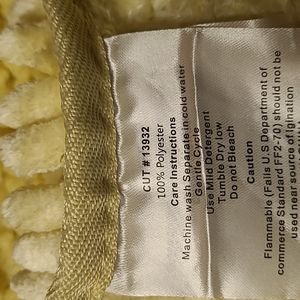 CUT # 13932
100% Polyester
Care Instructions
Machine wash Separate in cold water
Gentle Cycle
Use Mild Detergent
Tumble Dry low
Do not Bleach
Caution
Flammable (Fails U.S Department of
commerce Standard FF2-70) should not be
used near source of Ignition